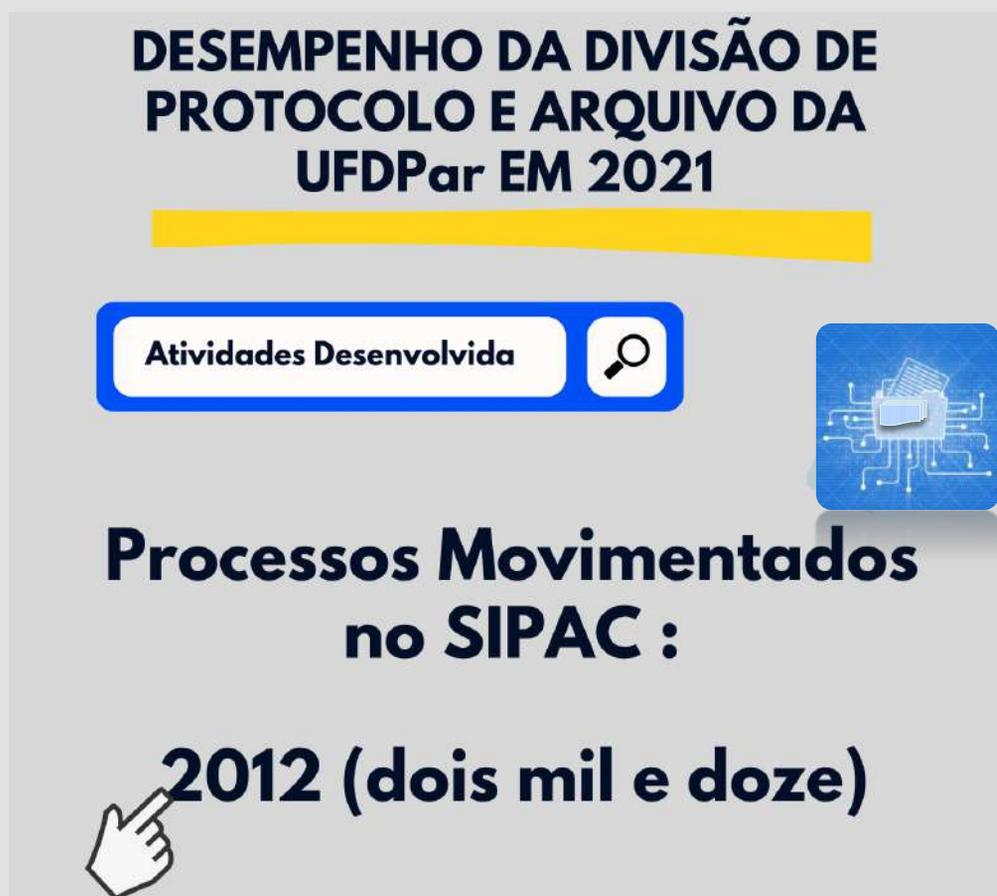 DESEMPENHO DA DIVISÃO DE
PROTOCOLO E ARQUIVO DA
UFDPar EM 2021
Atividades Desenvolvida
Processos Movimentados
no SIPAC :
2012 (dois mil e doze)